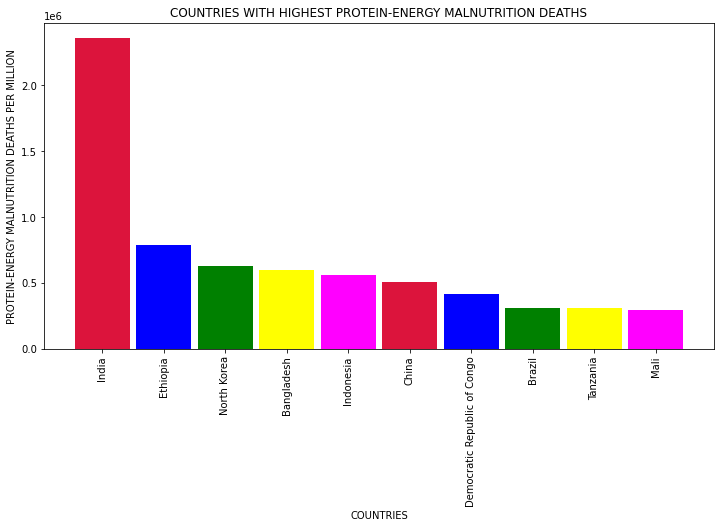 COUNTRIES WITH HIGHEST PROTEIN-ENERGY MALNUTRITION DEATHS
1e6
PROTEIN-ENERGY MALNUTRITION DEATHS PER MILLION
2.0
1.5
1.0
0.5
0.0
India
Ethiopia
North Korea
Bangladesh
Indonesia
China
Democratic Republic of Congo
Brazil
Tanzania
Mali
COUNTRIES